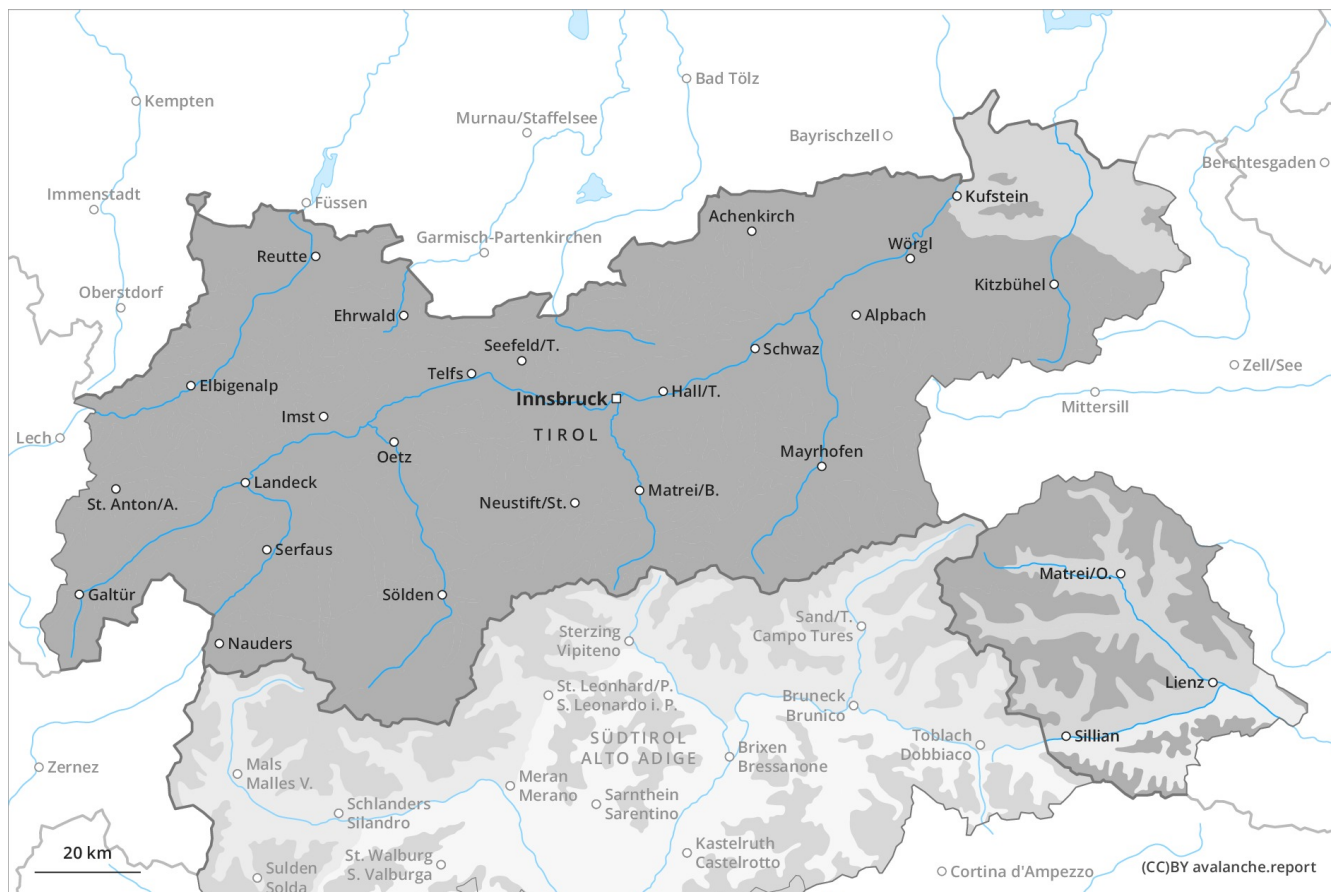 Bad Tölz
Kempten
Murnau/Staffelsee
Bayrischzell
Berchtesgaden
Immenstadt
Füssen
Kufstein
Achenkirch
Garmisch-Partenkirchen
Wörgl
Reutte
Kitzbühel
Oberstdorf
Ehrwald
Alpbach
Seefeld/T.
Schwaz
Zell/See
Telfs
Elbigenalp
Hall/T.
Innsbruck
Mittersill
Imst
TIROL
Lech
Oetz
Mayrhofen
Landeck
Matrei/B.
St. Anton/A.
Neustift/St.
Serfaus
Matrei/O.
Galtür
Sölden
Sand/T.
Campo Tures
Sterzing
Vipiteno
Nauders
Lienz
St. Leonhard/P.
S. Leonardo i. P.
Bruneck
Brunico
Sillian
SÜDTIROL
ALTO ADIGE
Toblach
Dobbiaco
Brixen
Bressanone
Zernez
Mals
Malles V.
Meran
Merano
Sarnthein
Sarentino
Schlanders
Silandro
Kastelruth
Castelrotto
20 km
St. Walburg
S. Valburga
Sulden
Solda
Cortina d'Ampezzo
(CC)BY avalanche.report